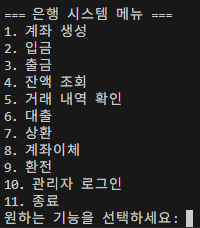 === 은행 시스템 메뉴 ===
1. 계좌 생성
2. 입금
3. 출금
4. 잔액 조회
5. 거래 내역 확인
6. 대출
7. 상환
8. 계좌이체
9. 환전
10. 관리자 로그인
11. 종료
원하는 기능을 선택하세요: